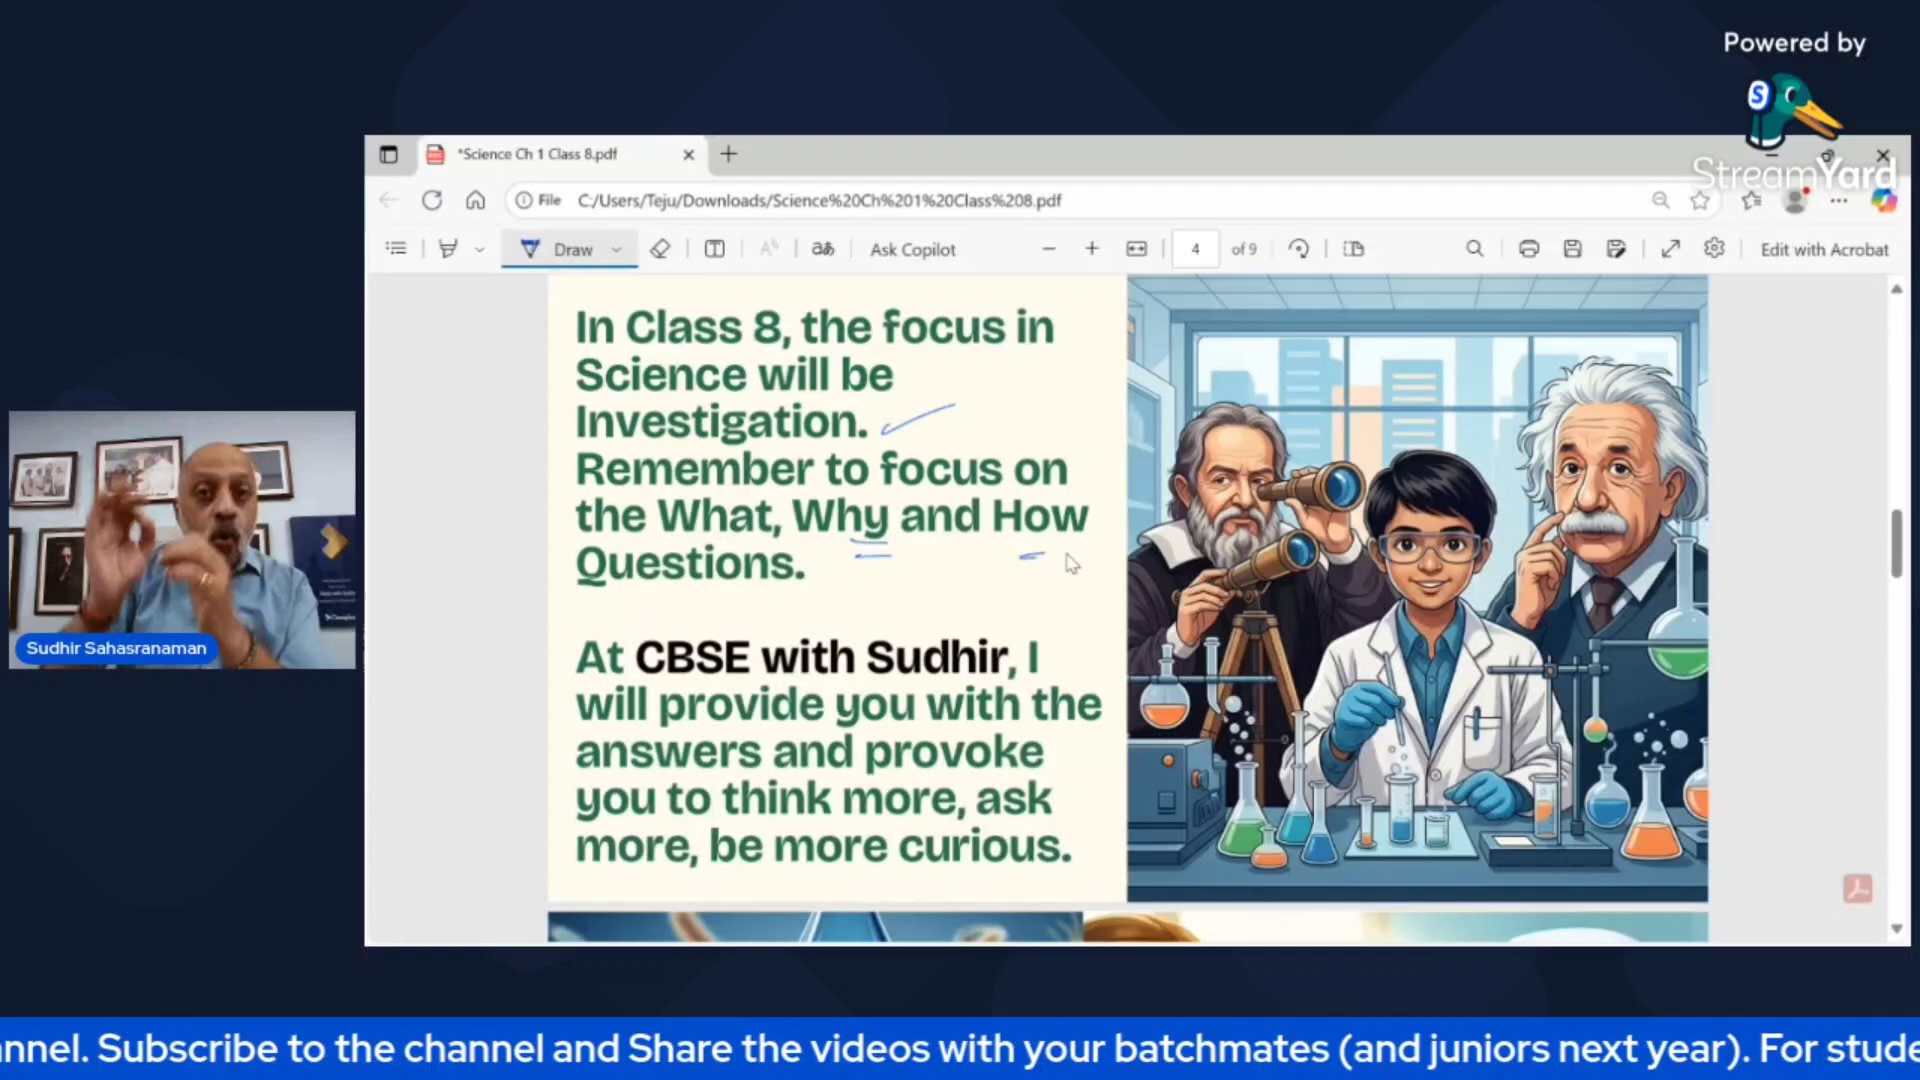 Powered by
StreamYard
*Science Ch 1 Class 8.pdf
File C:/Users/Teju/Downloads/Science%20Ch%201%20Class%208.pdf
Draw
aあ
Ask Copilot
4 of 9
Edit with Acrobat
In Class 8, the focus in
Science will be
Investigation.
Remember to focus on
the What, Why and How
Questions.
At CBSE with Sudhir, I
will provide you with the
answers and provoke
you to think more, ask
more, be more curious.
Sudhir Sahasranaman
nnel. Subscribe to the channel and Share the videos with your batchmates (and juniors next year). For stude